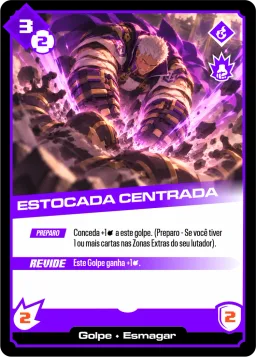 3
2
ESTOCADA CENTRADA
PREPARO Conceda +1 a este golpe. (Preparo - Se você tiver
1 ou mais cartas nas Zonas Extras do seu lutador).
REVIDE Este Golpe ganha +1.
2
2
Golpe • Esmagar